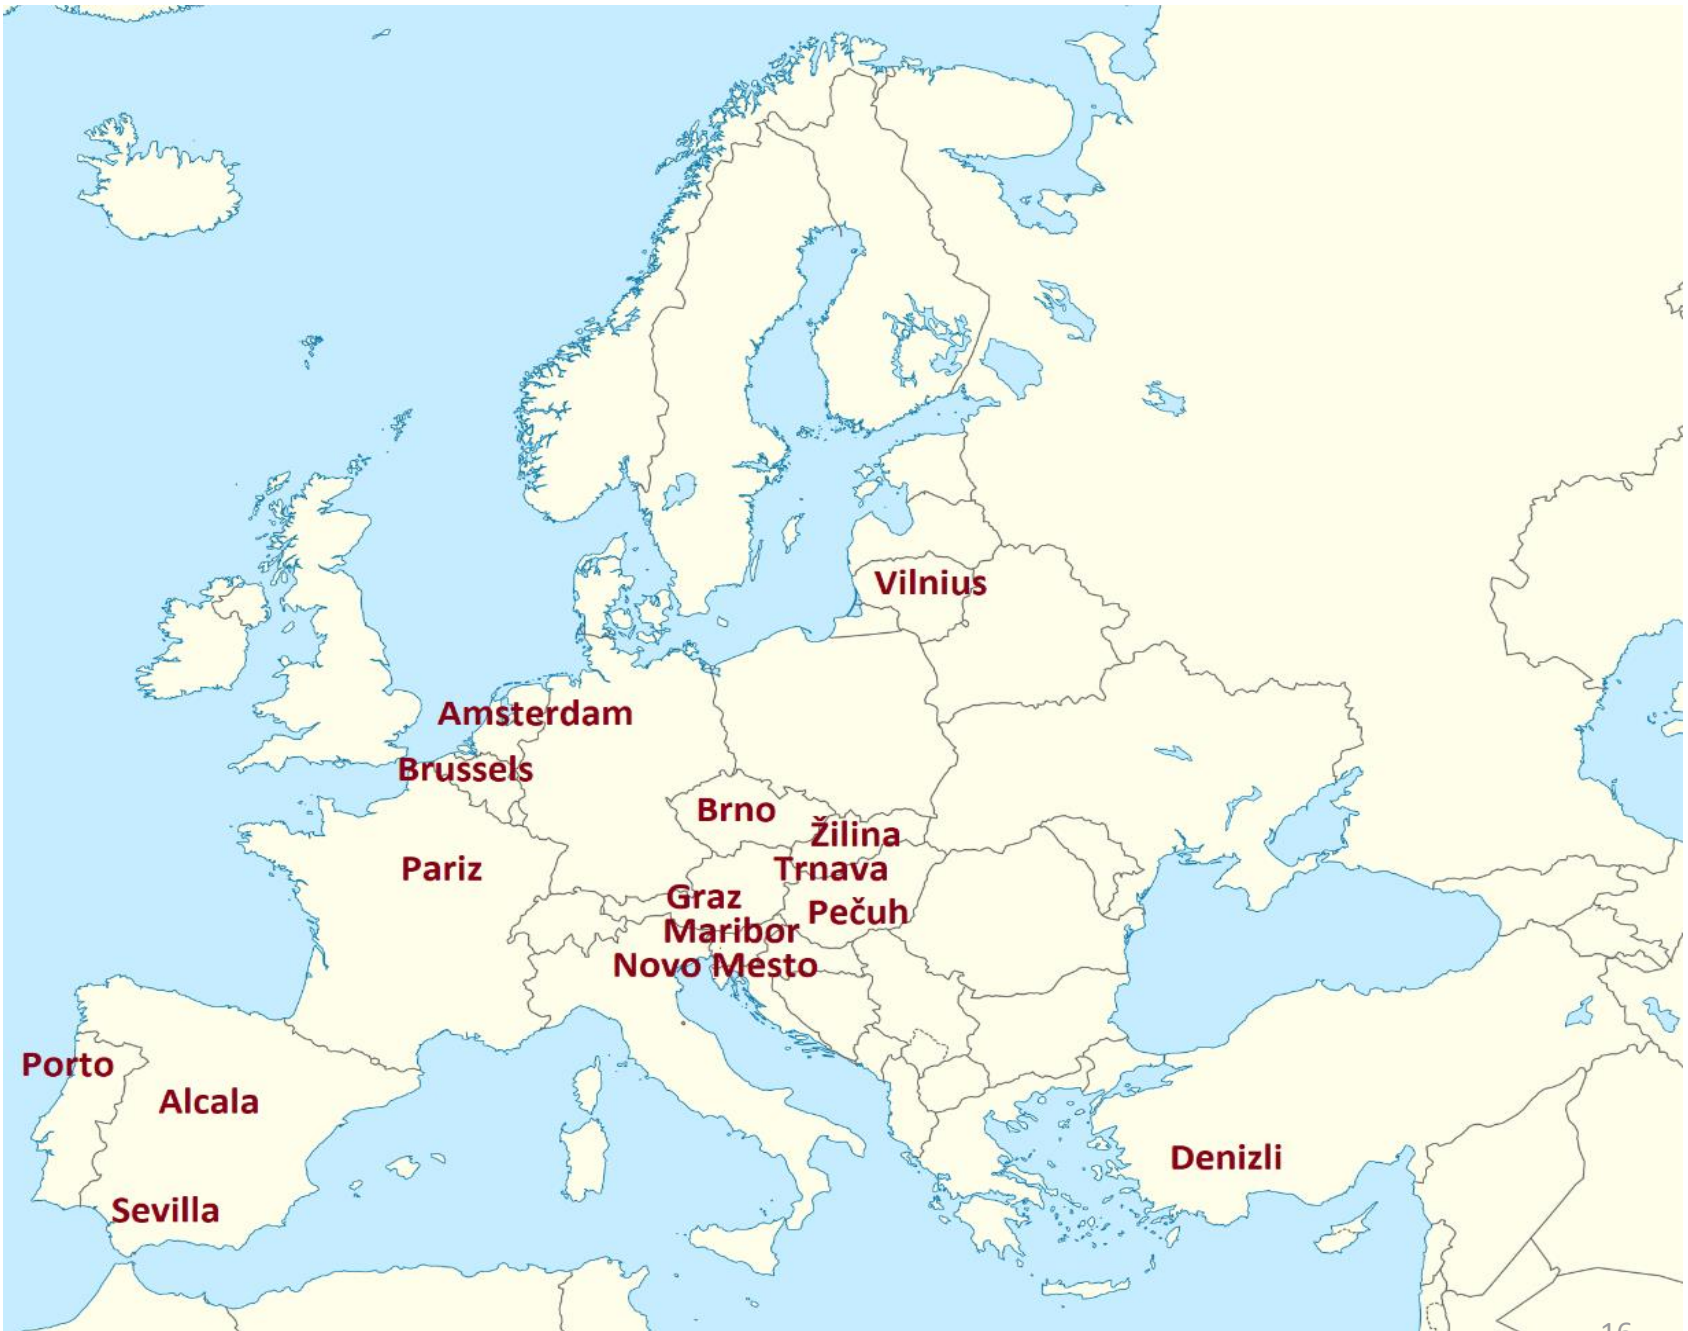 Vilnius
Amsterdam
Brussels
Brno
Žilina
Pariz
Trnava
Graz
Pečuh
Maribor
Novo Mesto
Porto
Alcala
Denizli
Sevilla